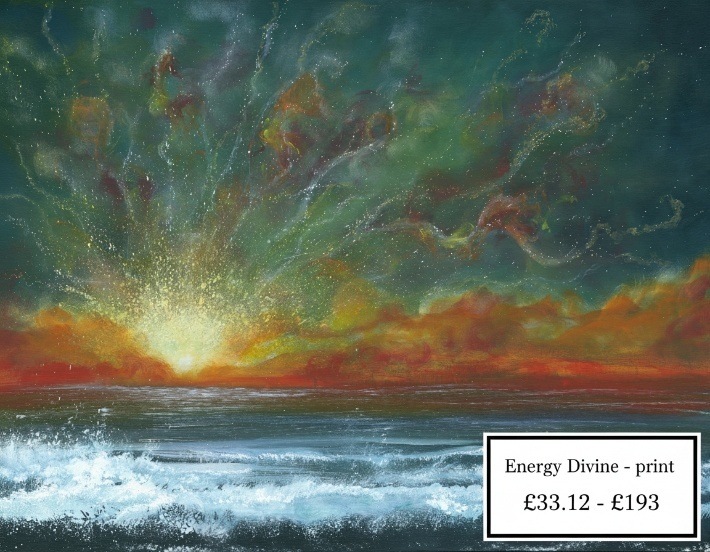 Energy Divine - print
£33.12 - £193